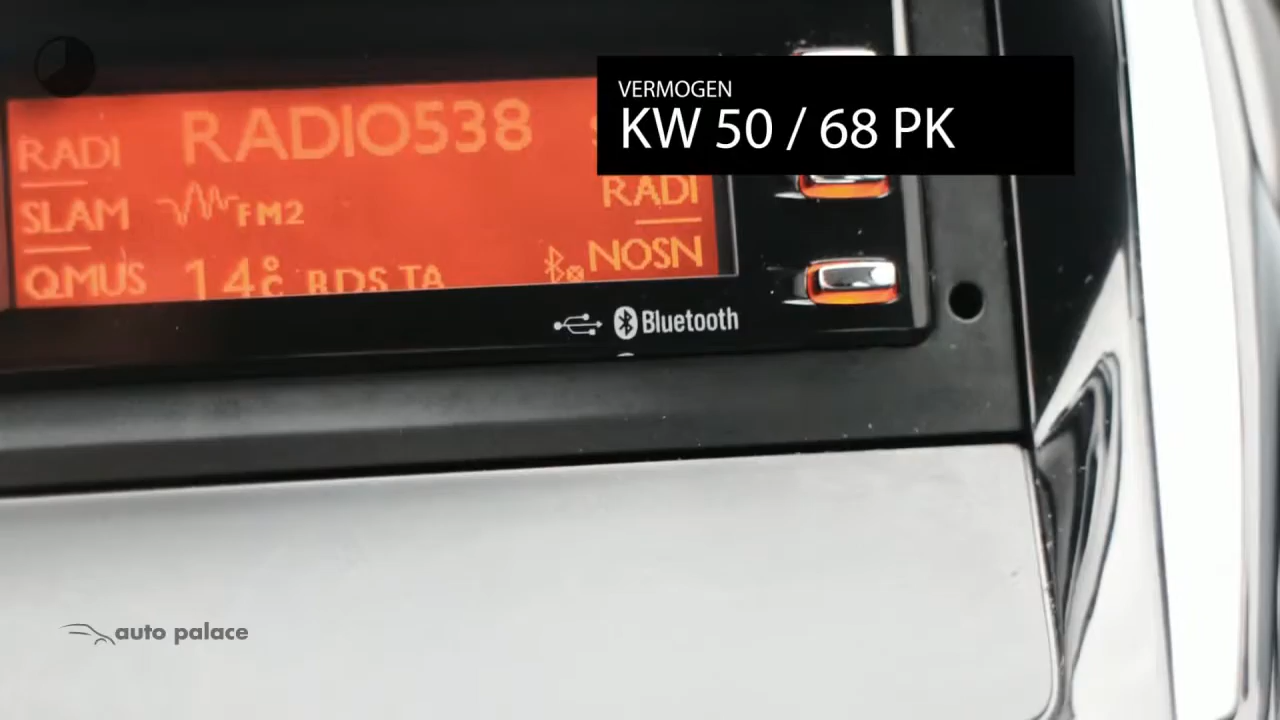 VERMOGEN
KW 50 / 68 PK
RADIO538
RADI
RADI
SLAM
FM2
NOSN
QMUS
14°C
RDS TA
Bluetooth
auto palace